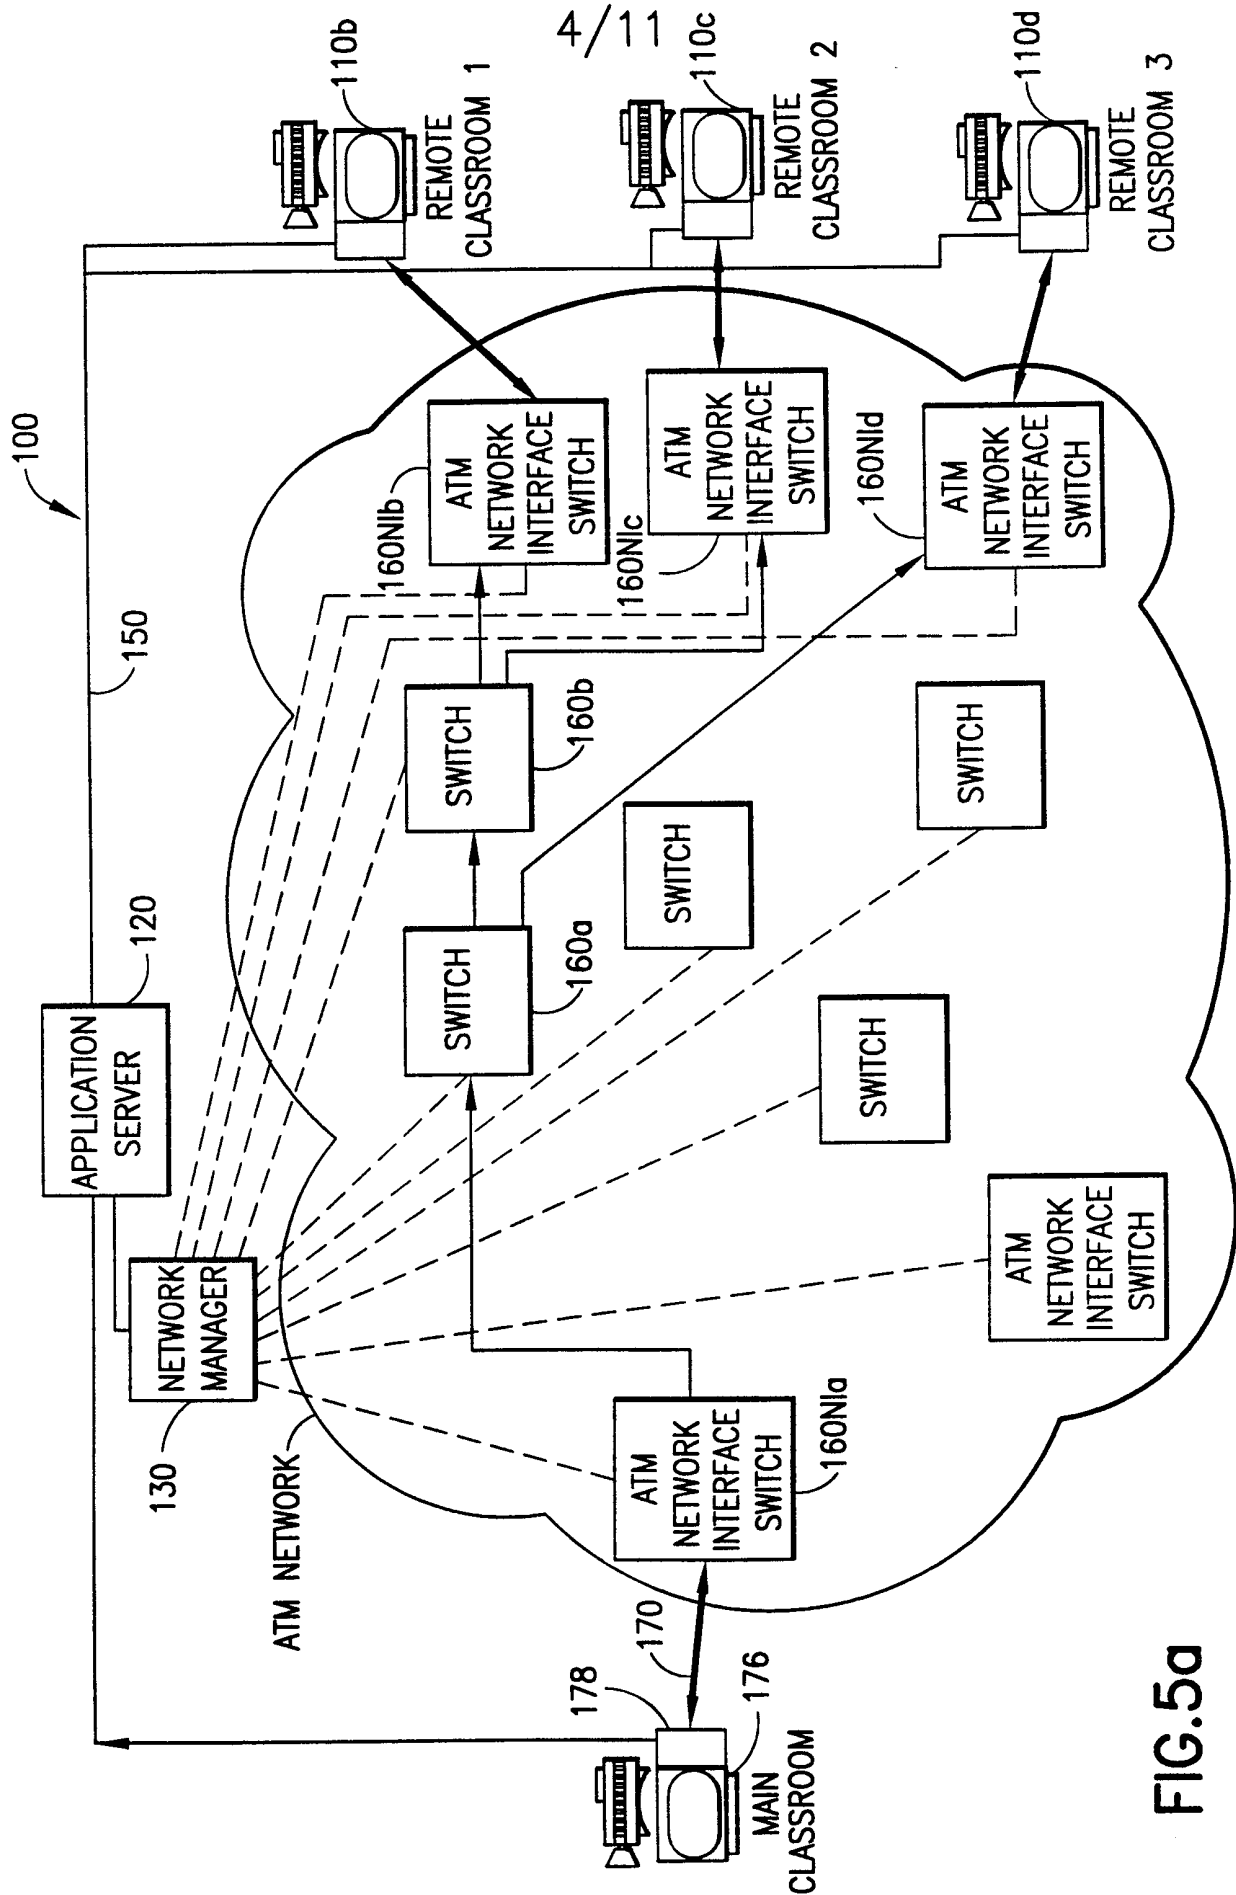 4/11
100
150
APPLICATION
SERVER
120
NETWORK
MANAGER
130
ATM NETWORK
110b
REMOTE
CLASSROOM 1
110c
REMOTE
CLASSROOM 2
110d
REMOTE
CLASSROOM 3
ATM
NETWORK
INTERFACE
SWITCH
160NIb
ATM
NETWORK
INTERFACE
SWITCH
160NIc
ATM
NETWORK
INTERFACE
SWITCH
160NId
SWITCH
160a
SWITCH
160b
SWITCH
SWITCH
SWITCH
ATM
NETWORK
INTERFACE
SWITCH
160NIa
ATM
NETWORK
INTERFACE
SWITCH
170
178
176
MAIN
CLASSROOM
FIG.5a